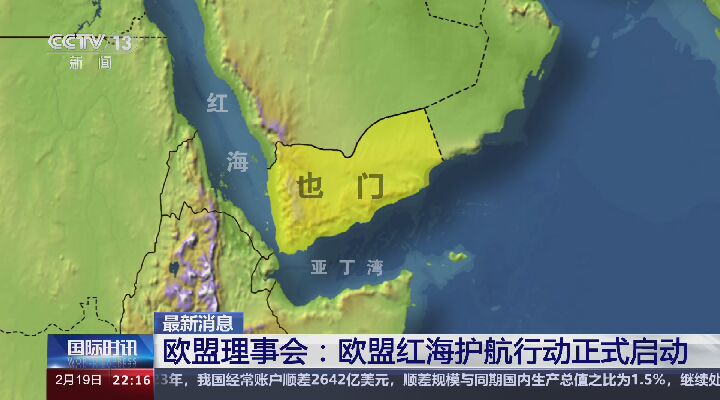 CCTV 13
新闻
红
海
也门
亚丁湾
最新消息
国际时讯
欧盟理事会：欧盟红海护航行动正式启动
2月19日 22:16 23年，我国经常账户顺差2642亿美元，顺差规模与同期国内生产总值之比为1.5%，继续处